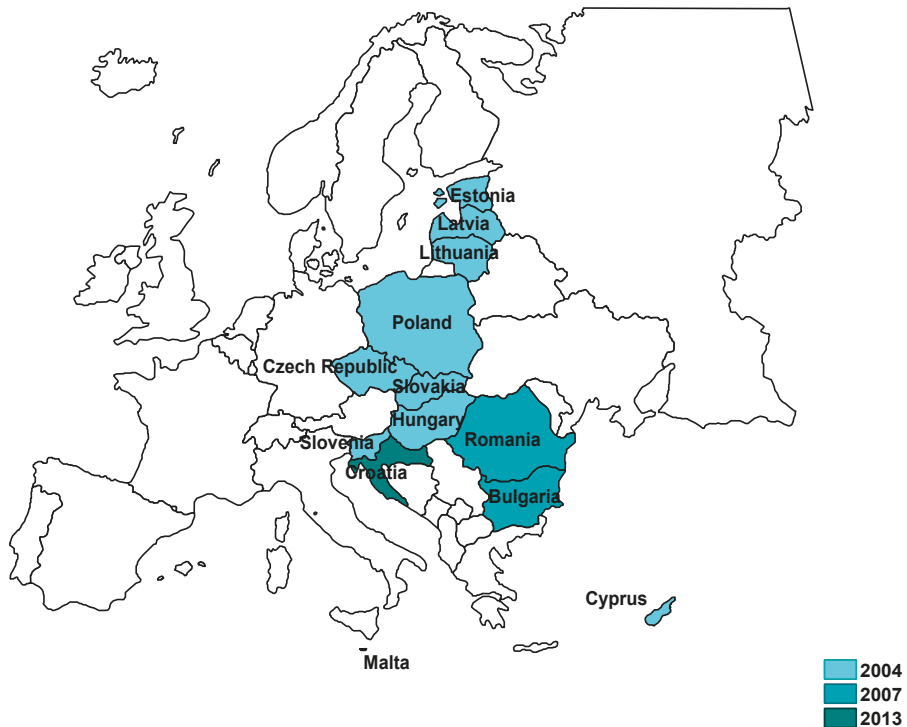 Estonia
Latvia
Lithuania
Poland
Czech Republic
Slovakia
Hungary
Slovenia
Romania
Croatia
Bulgaria
Cyprus
Malta
2004
2007
2013